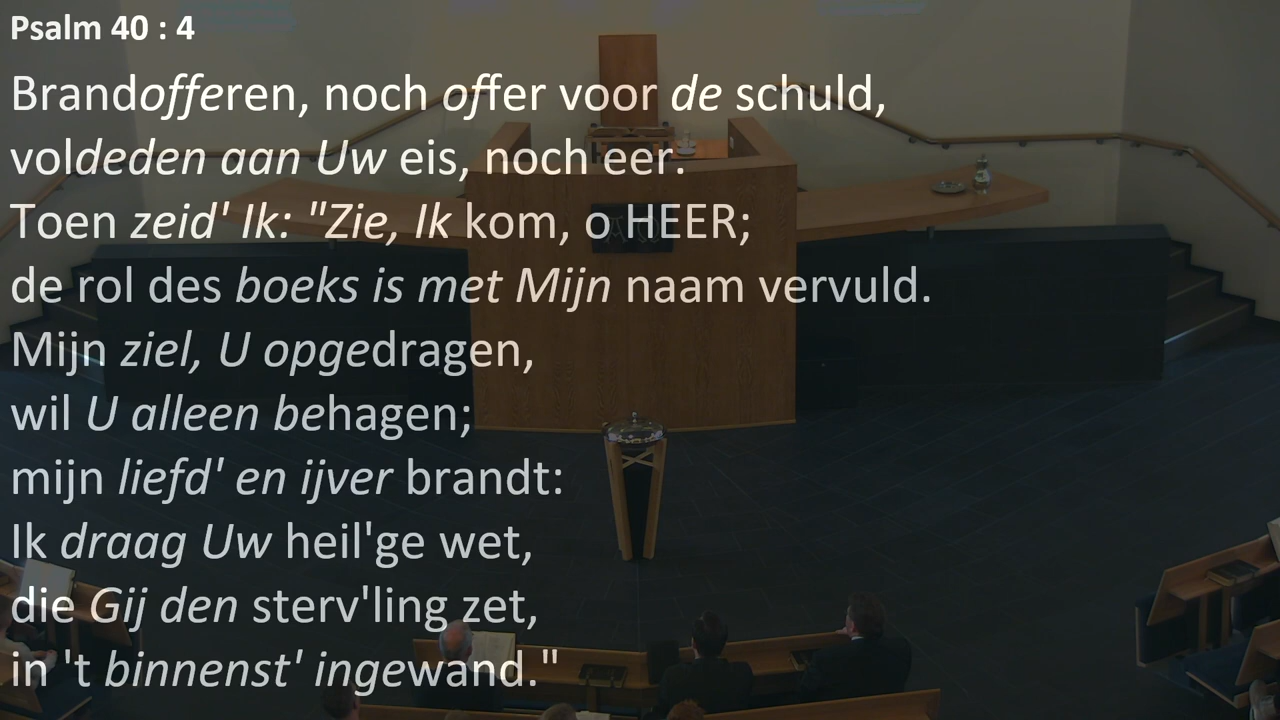 Psalm 40 : 4
Brandofferen, noch offer voor de schuld,
voldeden aan Uw eis, noch eer.
Toen zeid' Ik: "Zie, Ik kom, o HEER;
de rol des boeks is met Mijn naam vervuld.
Mijn ziel, U opgedragen,
wil U alleen behagen;
mijn liefd' en ijver brandt:
Ik draag Uw heil'ge wet,
die Gij den sterv'ling zet,
in 't binnenst' ingewand."